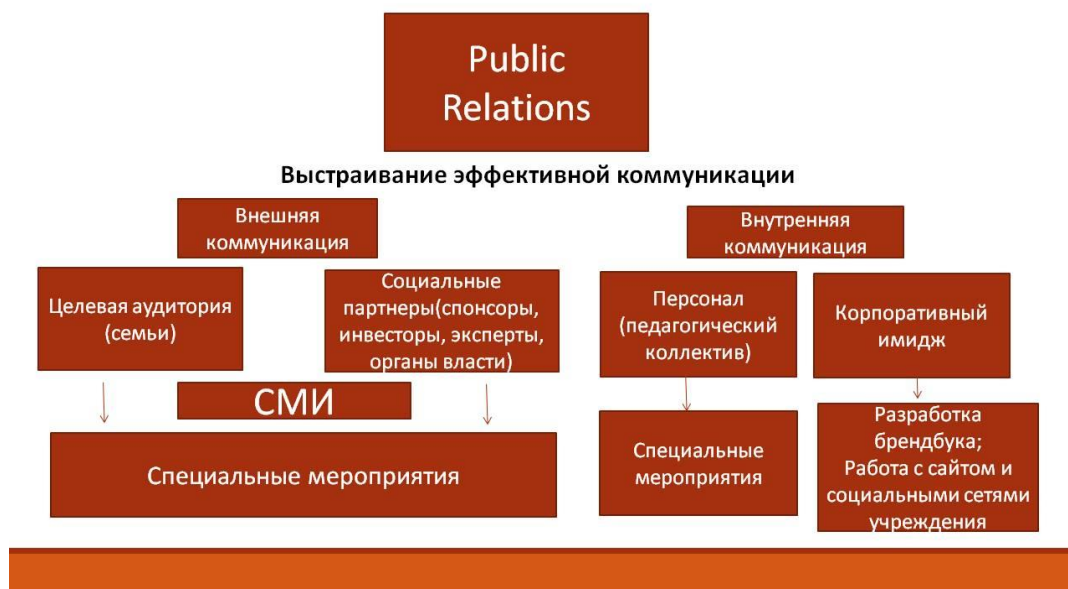 Public
Relations
Выстраивание эффективной коммуникации
Внешняя
коммуникация
Внутренняя
коммуникация
Целевая аудитория
(семьи)
Социальные
партнеры(спонсоры,
инвесторы, эксперты,
органы власти)
Персонал
(педагогический
коллектив)
Корпоративный
имидж
СМИ
Специальные мероприятия
Специальные
мероприятия
Разработка
брендбука;
Работа с сайтом и
социальными сетями
учреждения